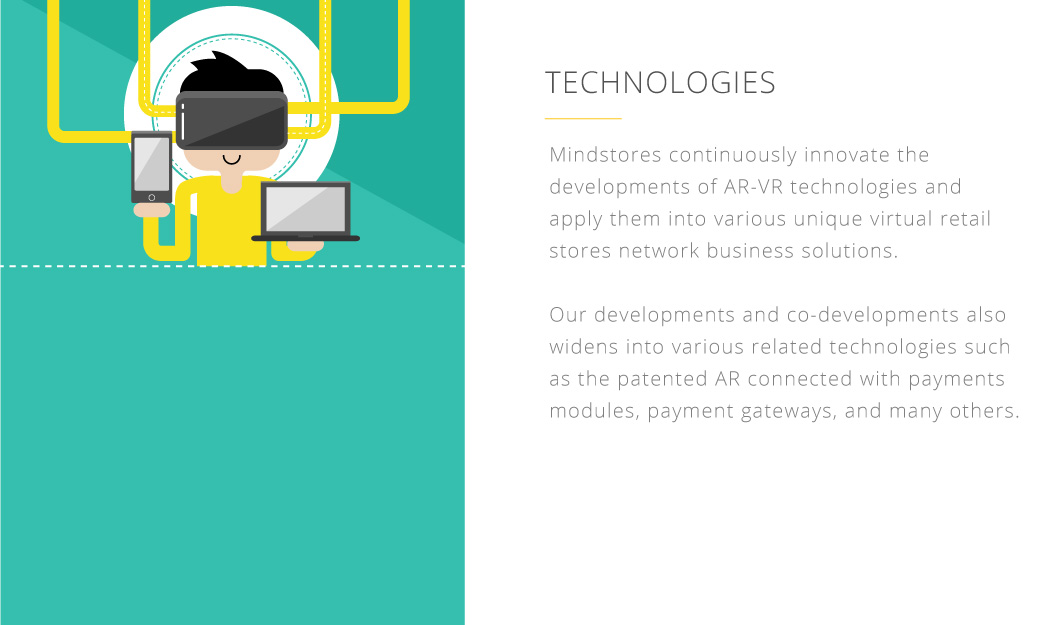 TECHNOLOGIES
Mindstores continuously innovate the
developments of AR-VR technologies and
apply them into various unique virtual retail
stores network business solutions.
Our developments and co-developments also
widens into various related technologies such
as the patented AR connected with payments
modules, payment gateways, and many others.